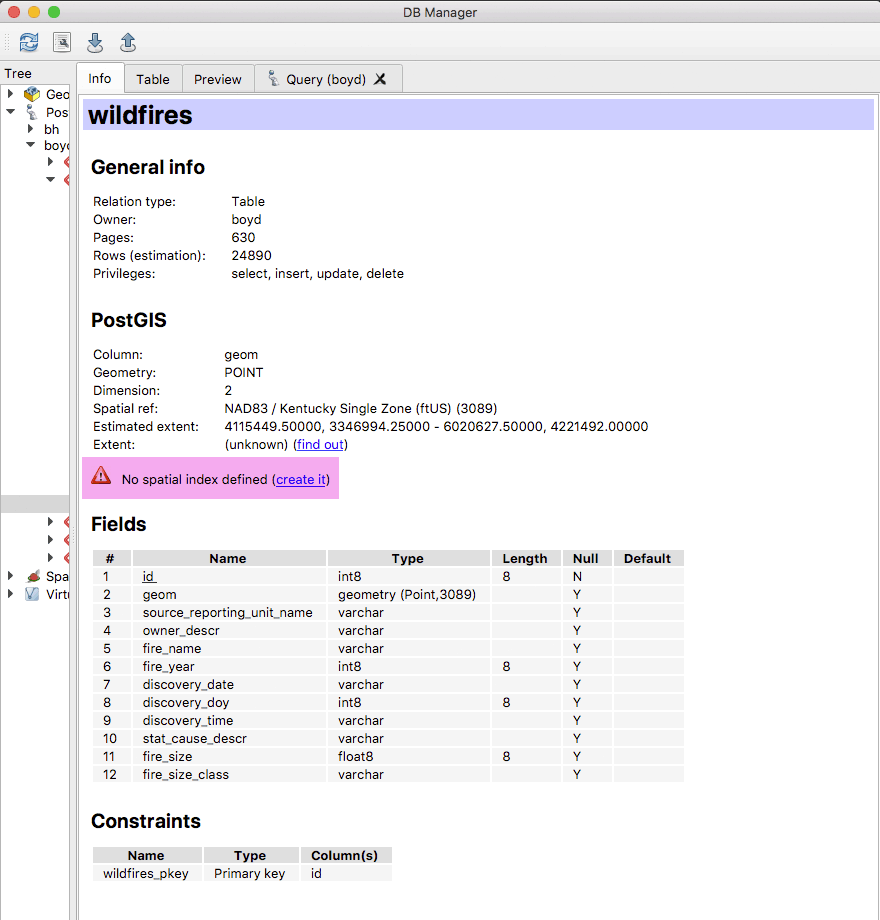 DB Manager
Tree
Geo
Pos
bh
boyd
Spa
Virtu
Info Table Preview Query (boyd)
wildfires
General info
Relation type: Table
Owner: boyd
Pages: 630
Rows (estimation): 24890
Privileges: select, insert, update, delete
PostGIS
Column: geom
Geometry: POINT
Dimension: 2
Spatial ref: NAD83 / Kentucky Single Zone (ftUS) (3089)
Estimated extent: 4115449.50000, 3346994.25000 - 6020627.50000, 4221492.00000
Extent: (unknown) (find out)
No spatial index defined (create it)
Fields
# Name Type Length Null Default
1 id int8 8 N
2 geom geometry (Point,3089) Y
3 source_reporting_unit_name varchar Y
4 owner_descr varchar Y
5 fire_name varchar Y
6 fire_year int8 8 Y
7 discovery_date varchar Y
8 discovery_doy int8 8 Y
9 discovery_time varchar Y
10 stat_cause_descr varchar Y
11 fire_size float8 8 Y
12 fire_size_class varchar Y
Constraints
Name Type Column(s)
wildfires_pkey Primary key id